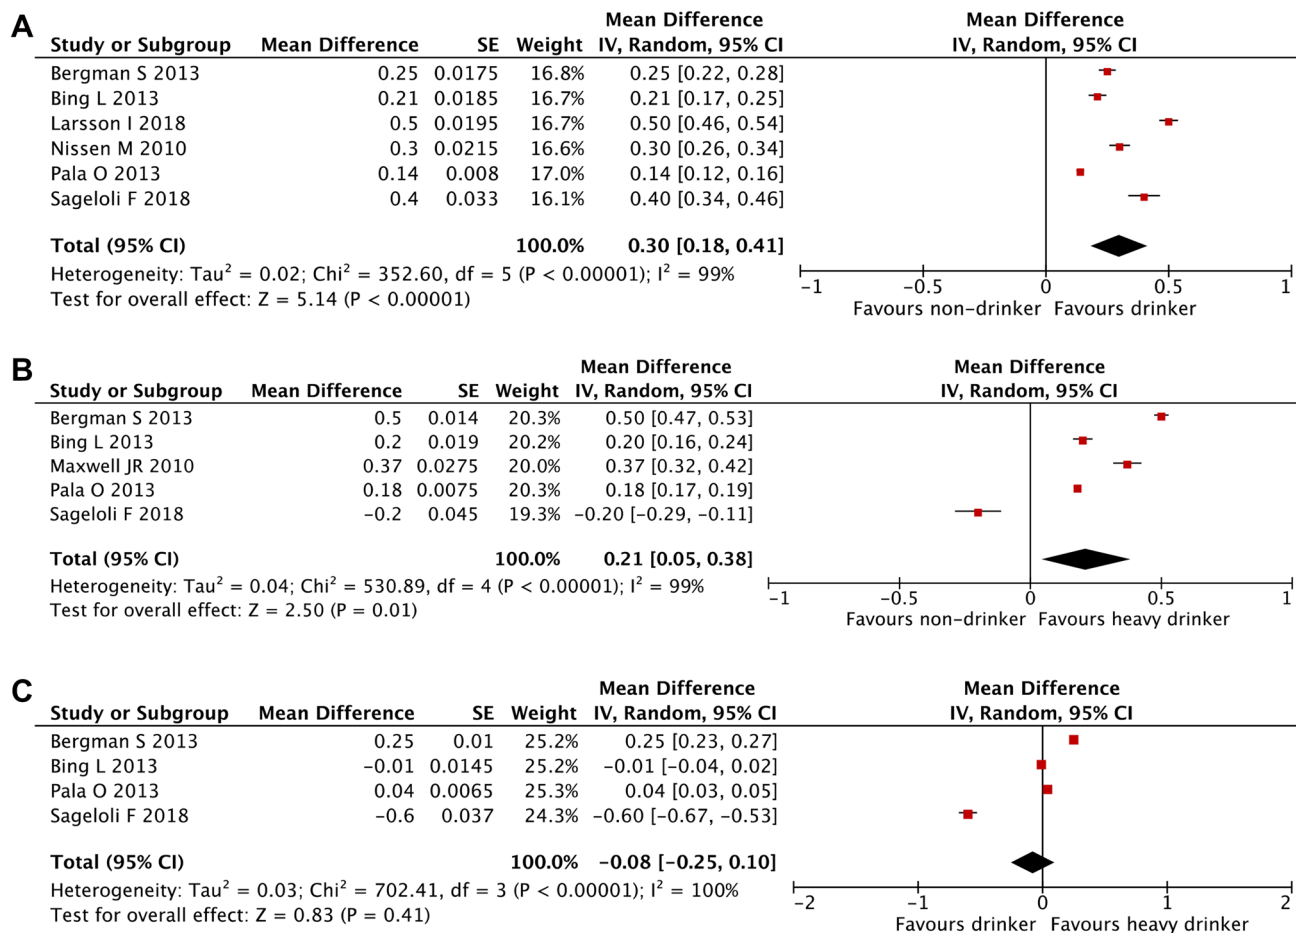 A
Mean Difference Mean Difference
Study or Subgroup Mean Difference SE Weight IV, Random, 95% CI IV, Random, 95% CI
Bergman S 2013 0.25 0.0175 16.8% 0.25 [0.22, 0.28]
Bing L 2013 0.21 0.0185 16.7% 0.21 [0.17, 0.25]
Larsson I 2018 0.5 0.0195 16.7% 0.50 [0.46, 0.54]
Nissen M 2010 0.3 0.0215 16.6% 0.30 [0.26, 0.34]
Pala O 2013 0.14 0.008 17.0% 0.14 [0.12, 0.16]
Sageloli F 2018 0.4 0.033 16.1% 0.40 [0.34, 0.46]
Total (95% CI) 100.0% 0.30 [0.18, 0.41]
Heterogeneity: Tau² = 0.02; Chi² = 352.60, df = 5 (P < 0.00001); I² = 99%
Test for overall effect: Z = 5.14 (P < 0.00001)
-1 -0.5 0 0.5 1
Favours non-drinker Favours drinker
B
Mean Difference Mean Difference
Study or Subgroup Mean Difference SE Weight IV, Random, 95% CI IV, Random, 95% CI
Bergman S 2013 0.5 0.014 20.3% 0.50 [0.47, 0.53]
Bing L 2013 0.2 0.019 20.2% 0.20 [0.16, 0.24]
Maxwell JR 2010 0.37 0.0275 20.0% 0.37 [0.32, 0.42]
Pala O 2013 0.18 0.0075 20.3% 0.18 [0.17, 0.19]
Sageloli F 2018 -0.2 0.045 19.3% -0.20 [-0.29, -0.11]
Total (95% CI) 100.0% 0.21 [0.05, 0.38]
Heterogeneity: Tau² = 0.04; Chi² = 530.89, df = 4 (P < 0.00001); I² = 99%
Test for overall effect: Z = 2.50 (P = 0.01)
-1 -0.5 0 0.5 1
Favours non-drinker Favours heavy drinker
C
Mean Difference Mean Difference
Study or Subgroup Mean Difference SE Weight IV, Random, 95% CI IV, Random, 95% CI
Bergman S 2013 0.25 0.01 25.2% 0.25 [0.23, 0.27]
Bing L 2013 -0.01 0.0145 25.2% -0.01 [-0.04, 0.02]
Pala O 2013 0.04 0.0065 25.3% 0.04 [0.03, 0.05]
Sageloli F 2018 -0.6 0.037 24.3% -0.60 [-0.67, -0.53]
Total (95% CI) 100.0% -0.08 [-0.25, 0.10]
Heterogeneity: Tau² = 0.03; Chi² = 702.41, df = 3 (P < 0.00001); I² = 100%
Test for overall effect: Z = 0.83 (P = 0.41)
-2 -1 0 1 2
Favours drinker Favours heavy drinker